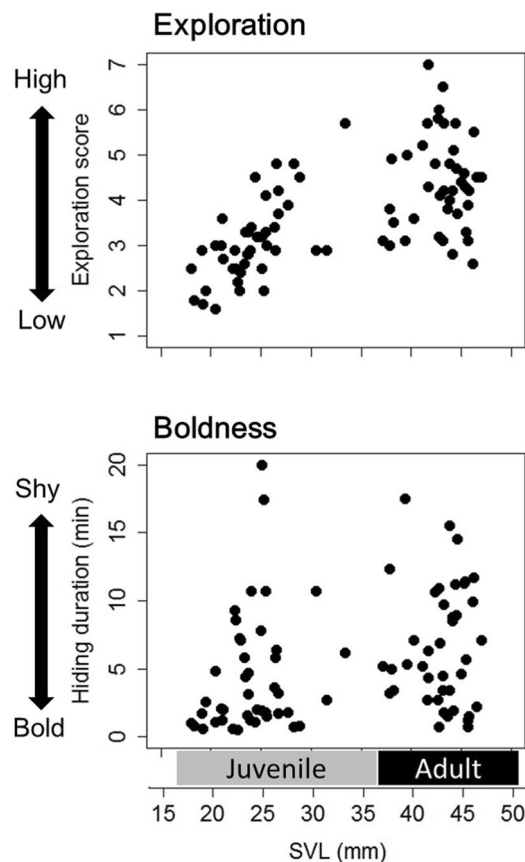 Exploration
High
Low
Exploration score
7
6
5
4
3
2
1
Boldness
Shy
Bold
Hiding duration (min)
20
15
10
5
0
Juvenile
Adult
15 20 25 30 35 40 45 50
SVL (mm)